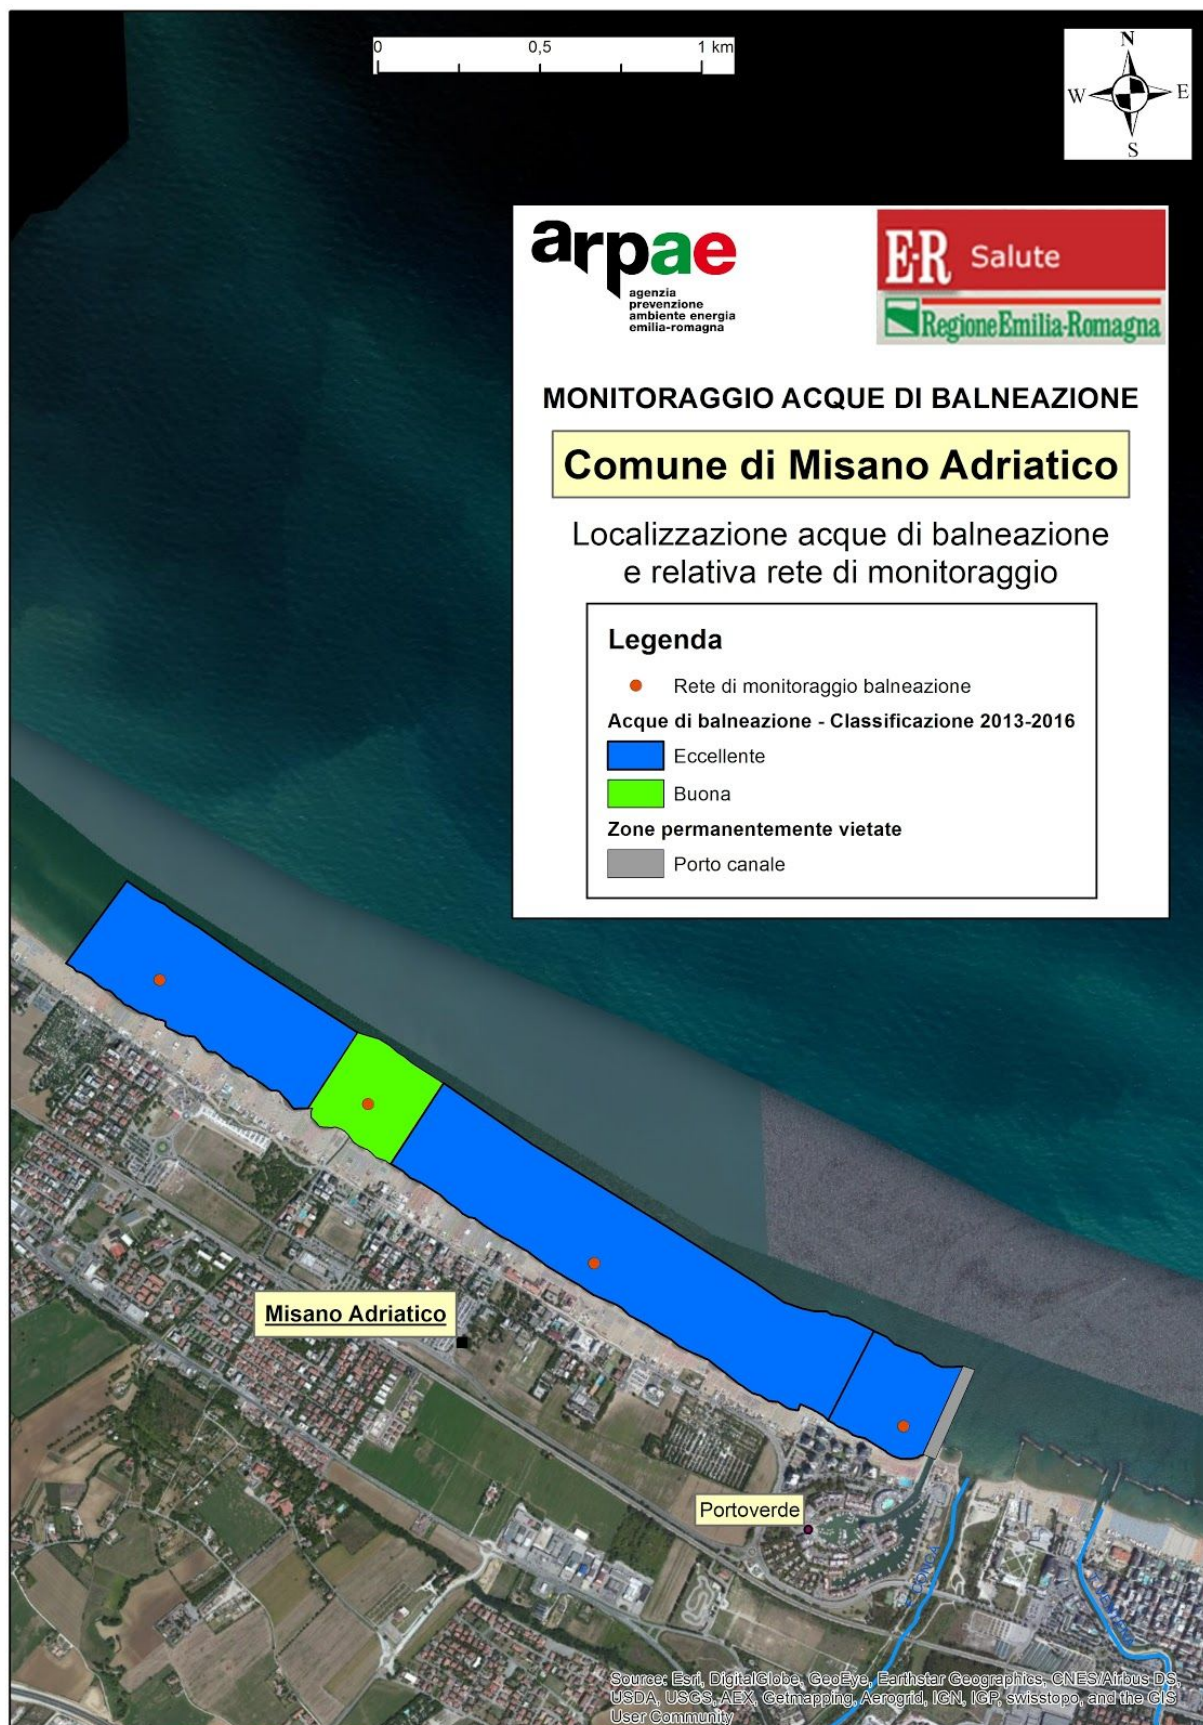 0 0,5 1 km
N
W E
S
arpae
agenzia
prevenzione
ambiente energia
emilia-romagna
E-R Salute
RegioneEmilia-Romagna
MONITORAGGIO ACQUE DI BALNEAZIONE
Comune di Misano Adriatico
Localizzazione acque di balneazione
e relativa rete di monitoraggio
Legenda
Rete di monitoraggio balneazione
Acque di balneazione - Classificazione 2013-2016
Eccellente
Buona
Zone permanentemente vietate
Porto canale
Misano Adriatico
Portoverde
CONCA
Source: Esri, DigitalGlobe, GeoEye, Earthstar Geographics, CNES/Airbus DS,
USDA, USGS, AEX, Getmapping, Aerogrid, IGN, IGP, swisstopo, and the GIS
User Community